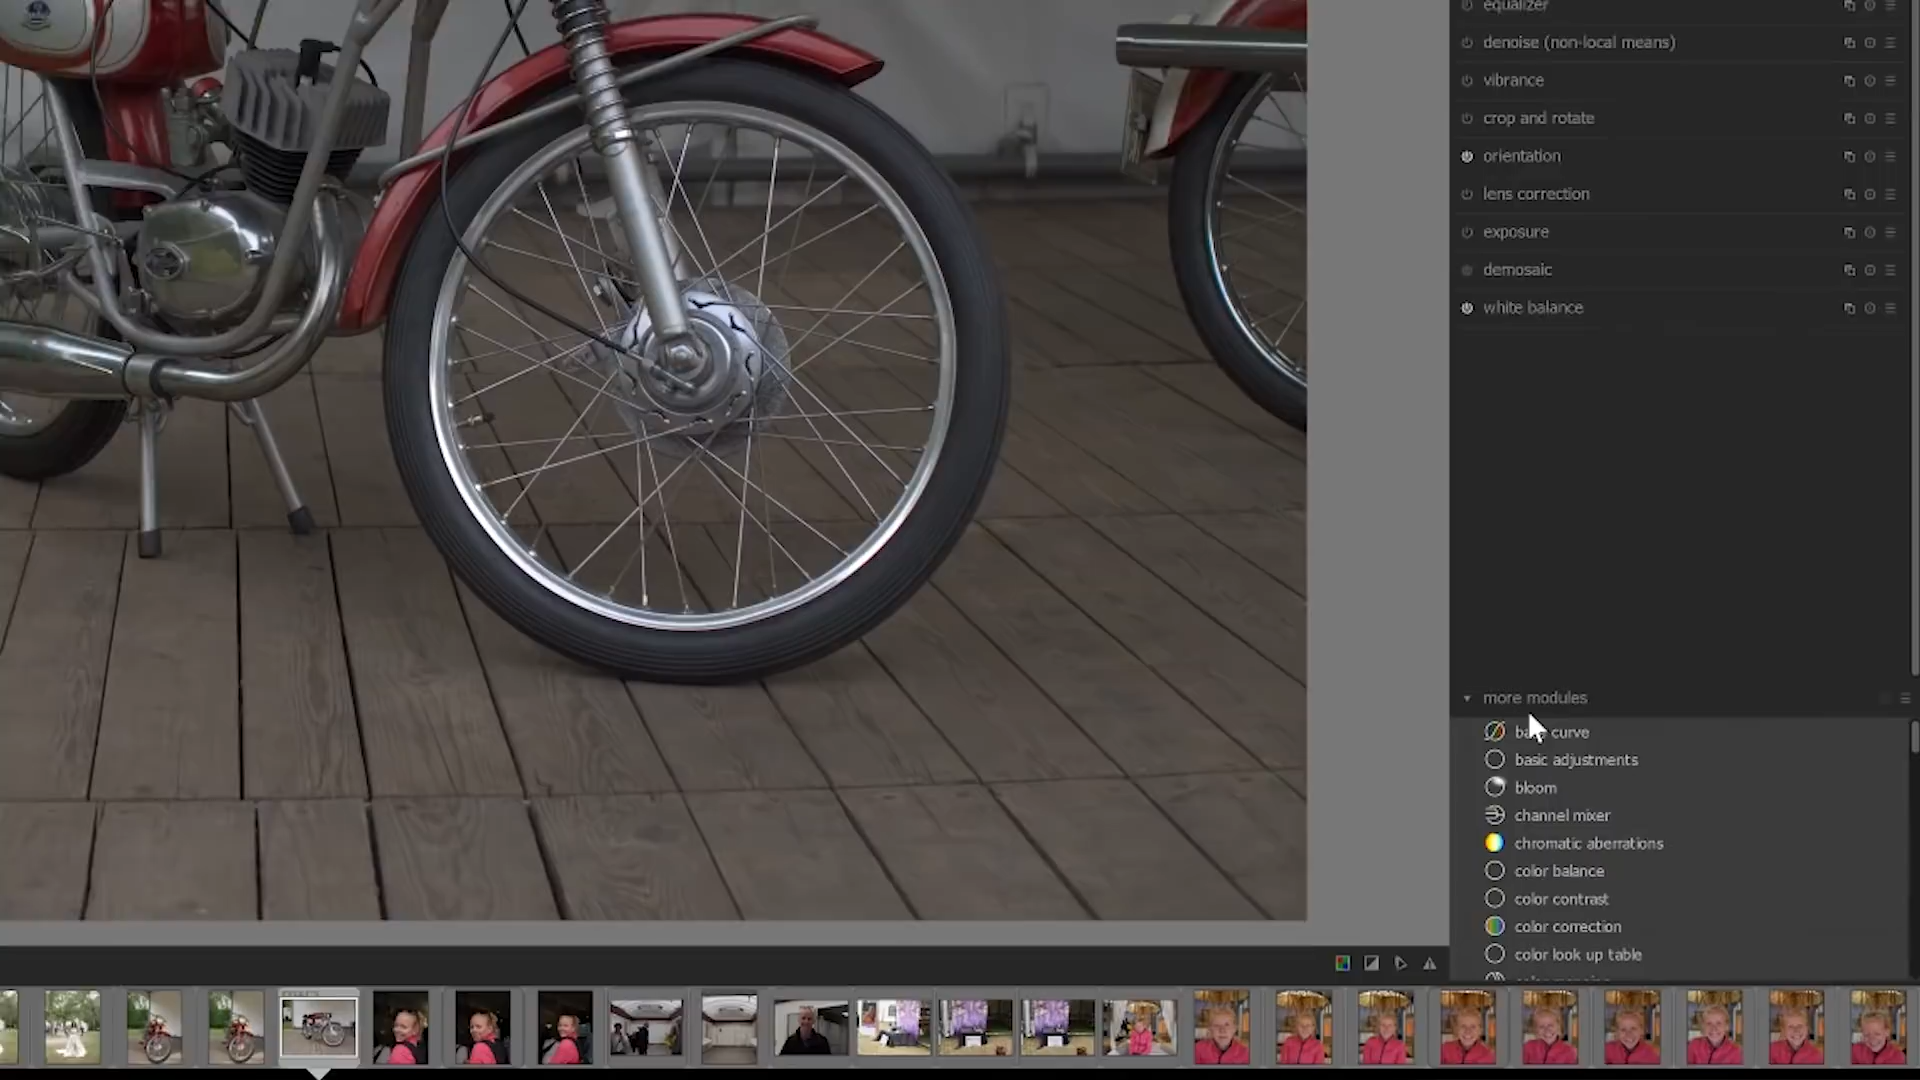 equalizer
denoise (non-local means)
vibrance
crop and rotate
orientation
lens correction
exposure
demosaic
white balance
more modules
curve
basic adjustments
bloom
channel mixer
chromatic aberrations
color balance
color contrast
color correction
color look up table